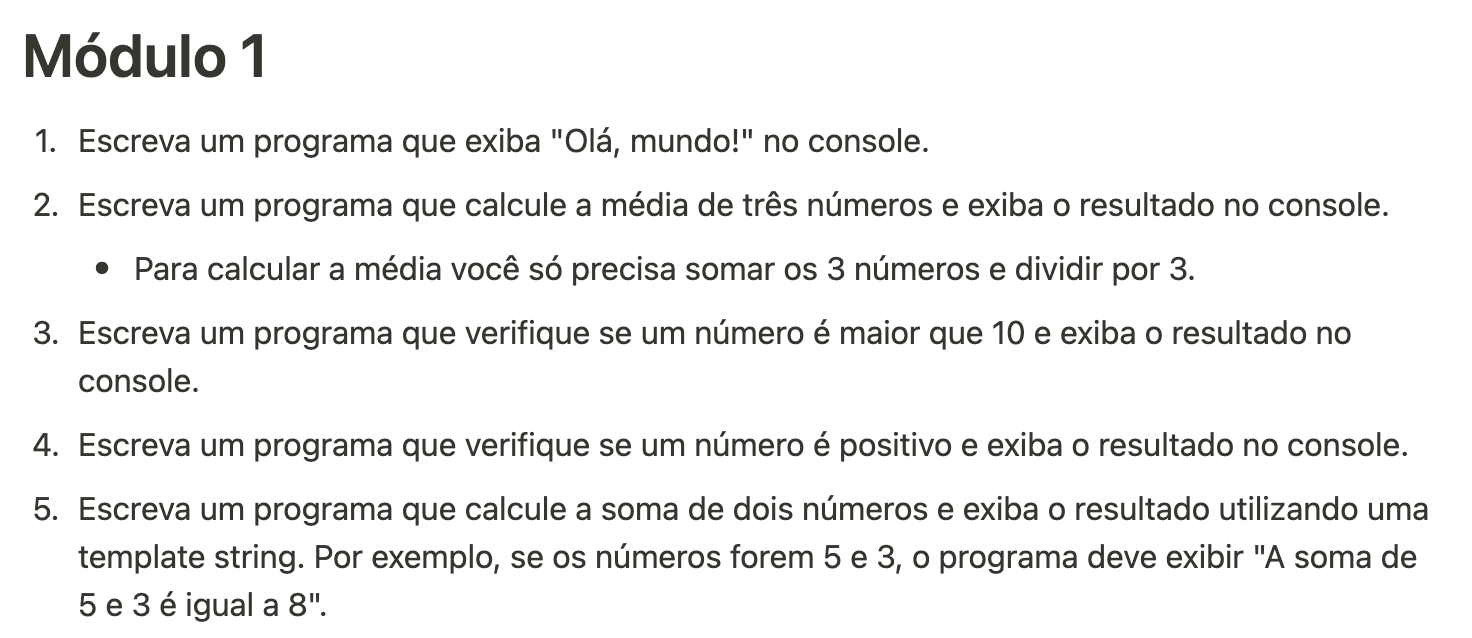 Módulo 1
1. Escreva um programa que exiba "Olá, mundo!" no console.
2. Escreva um programa que calcule a média de três números e exiba o resultado no console.
• Para calcular a média você só precisa somar os 3 números e dividir por 3.
3. Escreva um programa que verifique se um número é maior que 10 e exiba o resultado no
console.
4. Escreva um programa que verifique se um número é positivo e exiba o resultado no console.
5. Escreva um programa que calcule a soma de dois números e exiba o resultado utilizando uma
template string. Por exemplo, se os números forem 5 e 3, o programa deve exibir "A soma de
5 e 3 é igual a 8".